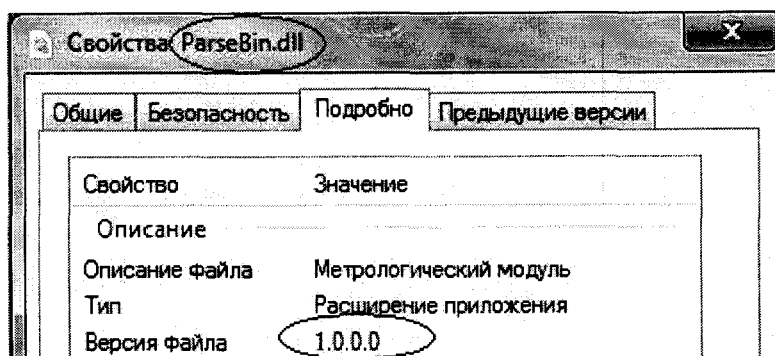 Свойства: ParseBin.dll
X
Общие Безопасность Подробно Предыдущие версии
Свойство Значение
Описание
Описание файла Метрологический модуль
Тип Расширение приложения
Версия файла 1.0.0.0